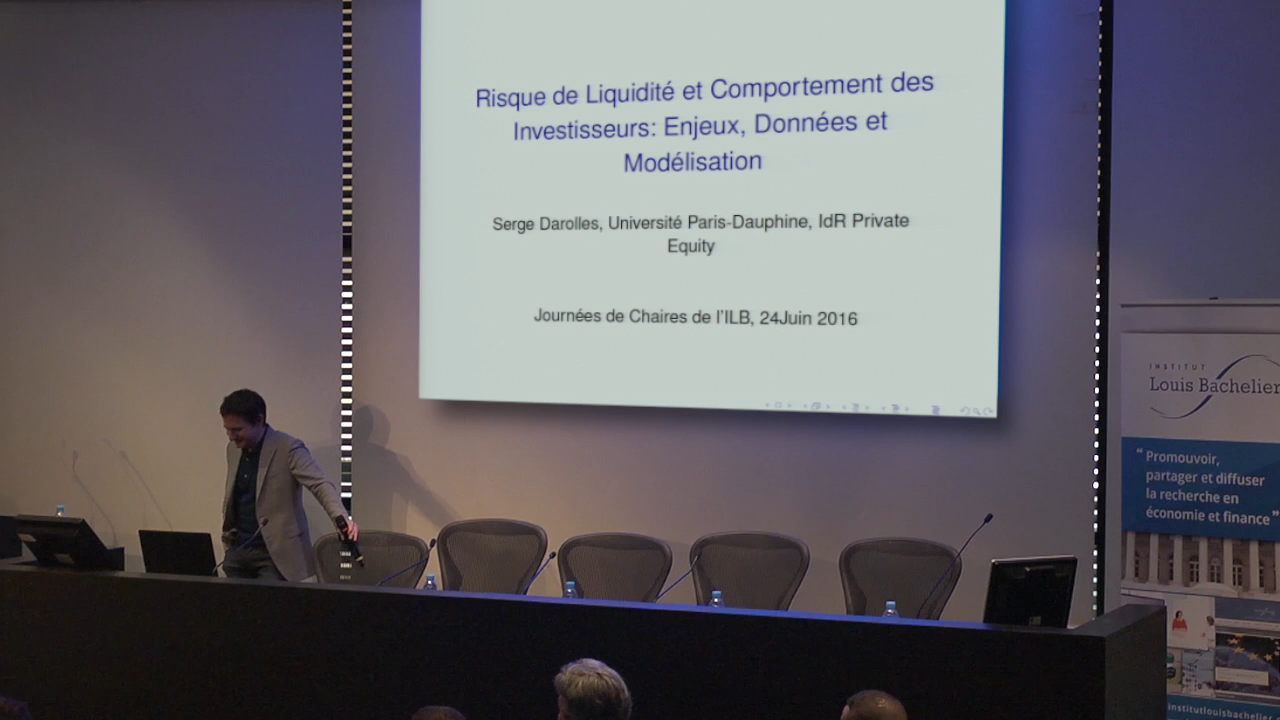 Risque de Liquidité et Comportement des
Investisseurs: Enjeux, Données et
Modélisation
Serge Darolles, Université Paris-Dauphine, IdR Private
Equity
Journées de Chaires de l'ILB, 24Juin 2016
INSTITUT
Louis Bachelier
“ Promouvoir,
partager et diffuser
la recherche en
économie et finance ”
institutlouisbachelier